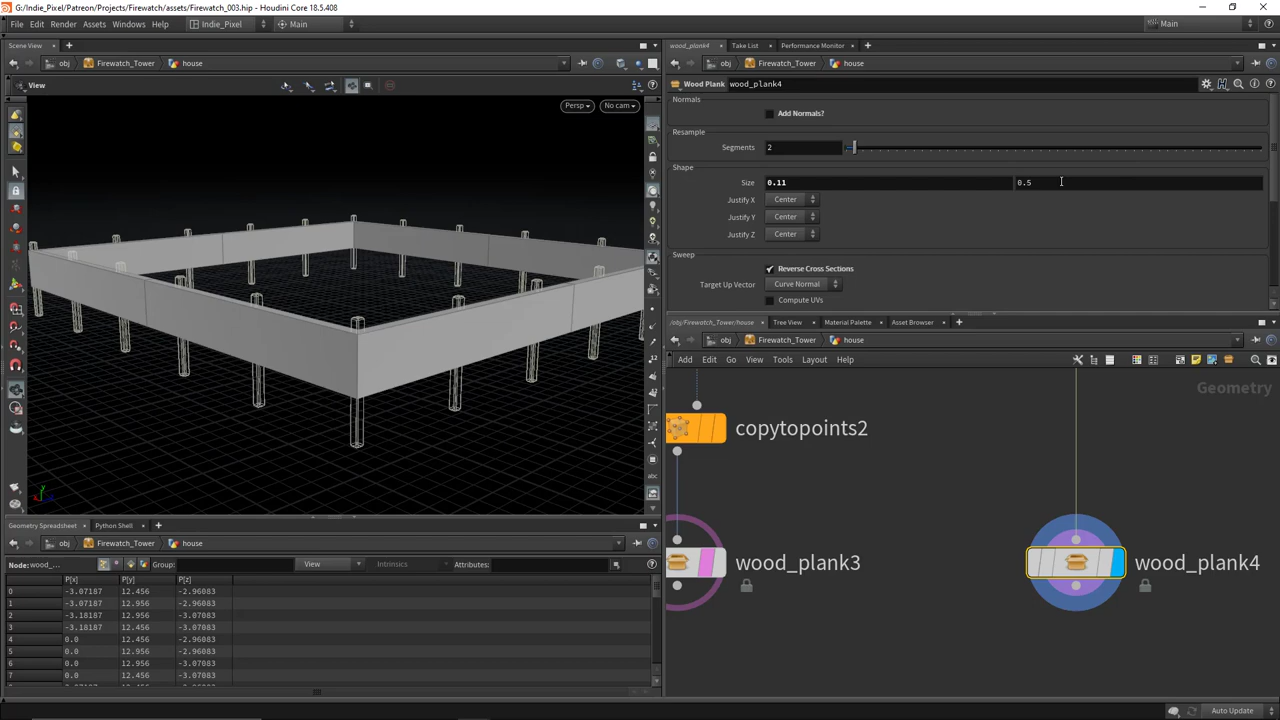 G:/Indie_Pixel/Patreon/Projects/Firewatch/assets/Firewatch_003.hip - Houdini Core 18.5.408
File Edit Render Assets Windows Help Indie_Pixel Main Main
Scene View
obj Firewatch_Tower house
View
Persp No cam
abc
Geometry Spreadsheet Python Shell
obj Firewatch_Tower house
Node: wood_... Group: View Intrinsics Attributes:
P[x] P[y] P[z]
0 -3.07187 12.456 -2.96083
1 -3.07187 12.956 -2.96083
2 -3.18187 12.956 -3.07083
3 -3.18187 12.456 -3.07083
4 0.0 12.456 -2.96083
5 0.0 12.956 -2.96083
6 0.0 12.956 -3.07083
7 0.0 12.456 -3.07083
wood_plank4 Take List Performance Monitor
obj Firewatch_Tower house
Wood Plank wood_plank4
Normals
Add Normals?
Resample
Segments 2
Shape
Size 0.11 0.5
Justify X Center
Justify Y Center
Justify Z Center
Sweep
Reverse Cross Sections
Target Up Vector Curve Normal
Compute UVs
/obj/Firewatch_Tower/house Tree View Material Palette Asset Browser
obj Firewatch_Tower house
Add Edit Go View Tools Layout Help
Geometry
copytopoints2
wood_plank3
wood_plank4
Auto Update